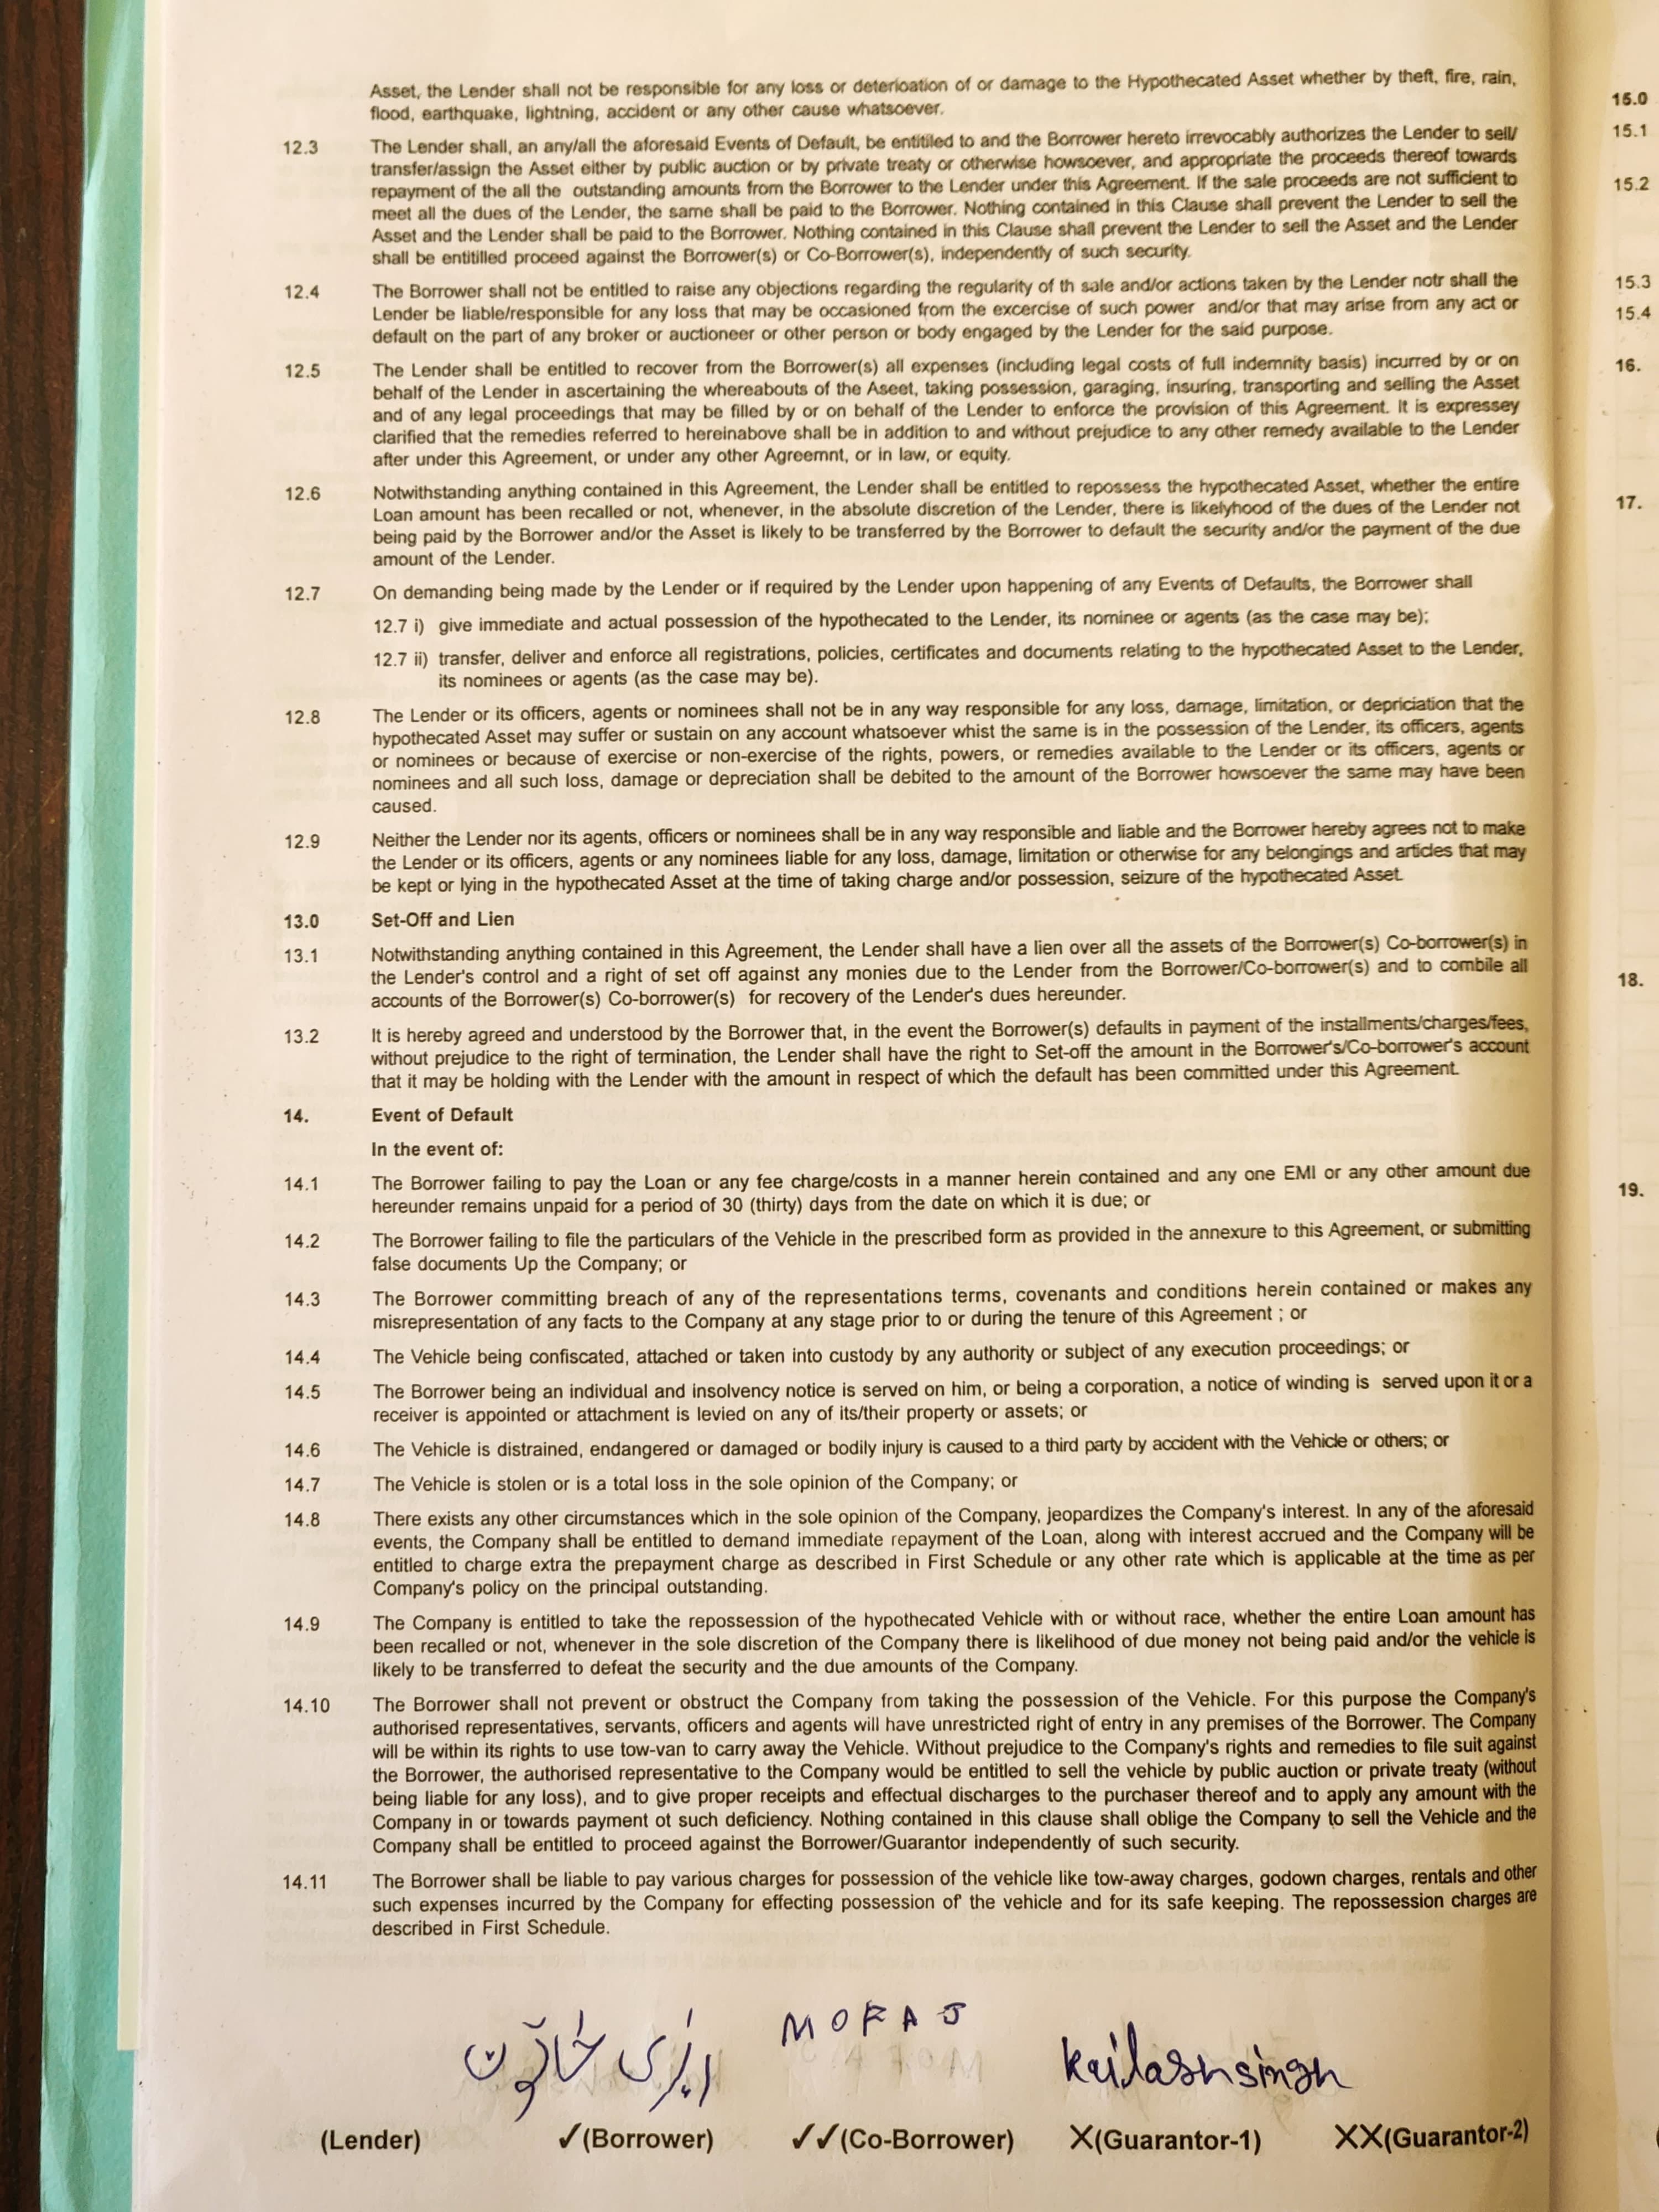 Asset, the Lender shall not be responsible for any loss or deterioation of or damage to the Hypothecated Asset whether by theft, fire, rain,
flood, earthquake, lightning, accident or any other cause whatsoever.
12.3 The Lender shall, an any/all the aforesaid Events of Default, be entitiled to and the Borrower hereto irrevocably authorizes the Lender to sell/
transfer/assign the Asset either by public auction or by private treaty or otherwise howsoever, and appropriate the proceeds thereof towards
repayment of the all the outstanding amounts from the Borrower to the Lender under this Agreement. If the sale proceeds are not sufficient to
meet all the dues of the Lender, the same shall be paid to the Borrower. Nothing contained in this Clause shall prevent the Lender to sell the
Asset and the Lender shall be paid to the Borrower. Nothing contained in this Clause shall prevent the Lender to sell the Asset and the Lender
shall be entitilled proceed against the Borrower(s) or Co-Borrower(s), independently of such security.
12.4 The Borrower shall not be entitled to raise any objections regarding the regularity of th sale and/or actions taken by the Lender notr shall the
Lender be liable/responsible for any loss that may be occasioned from the excercise of such power and/or that may arise from any act or
default on the part of any broker or auctioneer or other person or body engaged by the Lender for the said purpose.
12.5 The Lender shall be entitled to recover from the Borrower(s) all expenses (including legal costs of full indemnity basis) incurred by or on
behalf of the Lender in ascertaining the whereabouts of the Aseet, taking possession, garaging, insuring, transporting and selling the Asset
and of any legal proceedings that may be filled by or on behalf of the Lender to enforce the provision of this Agreement. It is expressey
clarified that the remedies referred to hereinabove shall be in addition to and without prejudice to any other remedy available to the Lender
after under this Agreement, or under any other Agreemnt, or in law, or equity.
12.6 Notwithstanding anything contained in this Agreement, the Lender shall be entitled to repossess the hypothecated Asset, whether the entire
Loan amount has been recalled or not, whenever, in the absolute discretion of the Lender, there is likelyhood of the dues of the Lender not
being paid by the Borrower and/or the Asset is likely to be transferred by the Borrower to default the security and/or the payment of the due
amount of the Lender.
12.7 On demanding being made by the Lender or if required by the Lender upon happening of any Events of Defaults, the Borrower shall
12.7 i) give immediate and actual possession of the hypothecated to the Lender, its nominee or agents (as the case may be);
12.7 ii) transfer, deliver and enforce all registrations, policies, certificates and documents relating to the hypothecated Asset to the Lender,
its nominees or agents (as the case may be).
12.8 The Lender or its officers, agents or nominees shall not be in any way responsible for any loss, damage, limitation, or depriciation that the
hypothecated Asset may suffer or sustain on any account whatsoever whist the same is in the possession of the Lender, its officers, agents
or nominees or because of exercise or non-exercise of the rights, powers, or remedies available to the Lender or its officers, agents or
nominees and all such loss, damage or depreciation shall be debited to the amount of the Borrower howsoever the same may have been
caused.
12.9 Neither the Lender nor its agents, officers or nominees shall be in any way responsible and liable and the Borrower hereby agrees not to make
the Lender or its officers, agents or any nominees liable for any loss, damage, limitation or otherwise for any belongings and articles that may
be kept or lying in the hypothecated Asset at the time of taking charge and/or possession, seizure of the hypothecated Asset.
13.0 Set-Off and Lien
13.1 Notwithstanding anything contained in this Agreement, the Lender shall have a lien over all the assets of the Borrower(s) Co-borrower(s) in
the Lender's control and a right of set off against any monies due to the Lender from the Borrower/Co-borrower(s) and to combile all
accounts of the Borrower(s) Co-borrower(s) for recovery of the Lender's dues hereunder.
13.2 It is hereby agreed and understood by the Borrower that, in the event the Borrower(s) defaults in payment of the installments/charges/fees,
without prejudice to the right of termination, the Lender shall have the right to Set-off the amount in the Borrower's/Co-borrower's account
that it may be holding with the Lender with the amount in respect of which the default has been committed under this Agreement.
14. Event of Default
In the event of:
14.1 The Borrower failing to pay the Loan or any fee charge/costs in a manner herein contained and any one EMI or any other amount due
hereunder remains unpaid for a period of 30 (thirty) days from the date on which it is due; or
14.2 The Borrower failing to file the particulars of the Vehicle in the prescribed form as provided in the annexure to this Agreement, or submitting
false documents Up the Company; or
14.3 The Borrower committing breach of any of the representations terms, covenants and conditions herein contained or makes any
misrepresentation of any facts to the Company at any stage prior to or during the tenure of this Agreement ; or
14.4 The Vehicle being confiscated, attached or taken into custody by any authority or subject of any execution proceedings; or
14.5 The Borrower being an individual and insolvency notice is served on him, or being a corporation, a notice of winding is served upon it or a
receiver is appointed or attachment is levied on any of its/their property or assets; or
14.6 The Vehicle is distrained, endangered or damaged or bodily injury is caused to a third party by accident with the Vehicle or others; or
14.7 The Vehicle is stolen or is a total loss in the sole opinion of the Company; or
14.8 There exists any other circumstances which in the sole opinion of the Company, jeopardizes the Company's interest. In any of the aforesaid
events, the Company shall be entitled to demand immediate repayment of the Loan, along with interest accrued and the Company will be
entitled to charge extra the prepayment charge as described in First Schedule or any other rate which is applicable at the time as per
Company's policy on the principal outstanding.
14.9 The Company is entitled to take the repossession of the hypothecated Vehicle with or without race, whether the entire Loan amount has
been recalled or not, whenever in the sole discretion of the Company there is likelihood of due money not being paid and/or the vehicle is
likely to be transferred to defeat the security and the due amounts of the Company.
14.10 The Borrower shall not prevent or obstruct the Company from taking the possession of the Vehicle. For this purpose the Company's
authorised representatives, servants, officers and agents will have unrestricted right of entry in any premises of the Borrower. The Company
will be within its rights to use tow-van to carry away the Vehicle. Without prejudice to the Company's rights and remedies to file suit against
the Borrower, the authorised representative to the Company would be entitled to sell the vehicle by public auction or private treaty (without
being liable for any loss), and to give proper receipts and effectual discharges to the purchaser thereof and to apply any amount with the
Company in or towards payment ot such deficiency. Nothing contained in this clause shall oblige the Company to sell the Vehicle and the
Company shall be entitled to proceed against the Borrower/Guarantor independently of such security.
14.11 The Borrower shall be liable to pay various charges for possession of the vehicle like tow-away charges, godown charges, rentals and other
such expenses incurred by the Company for effecting possession of the vehicle and for its safe keeping. The repossession charges are
described in First Schedule.
MOFAJ
kailash singh
(Lender) ✓(Borrower) ✓✓(Co-Borrower) X(Guarantor-1) XX(Guarantor-2)
15.0
15.1
15.2
15.3
15.4
16.
17.
18.
19.